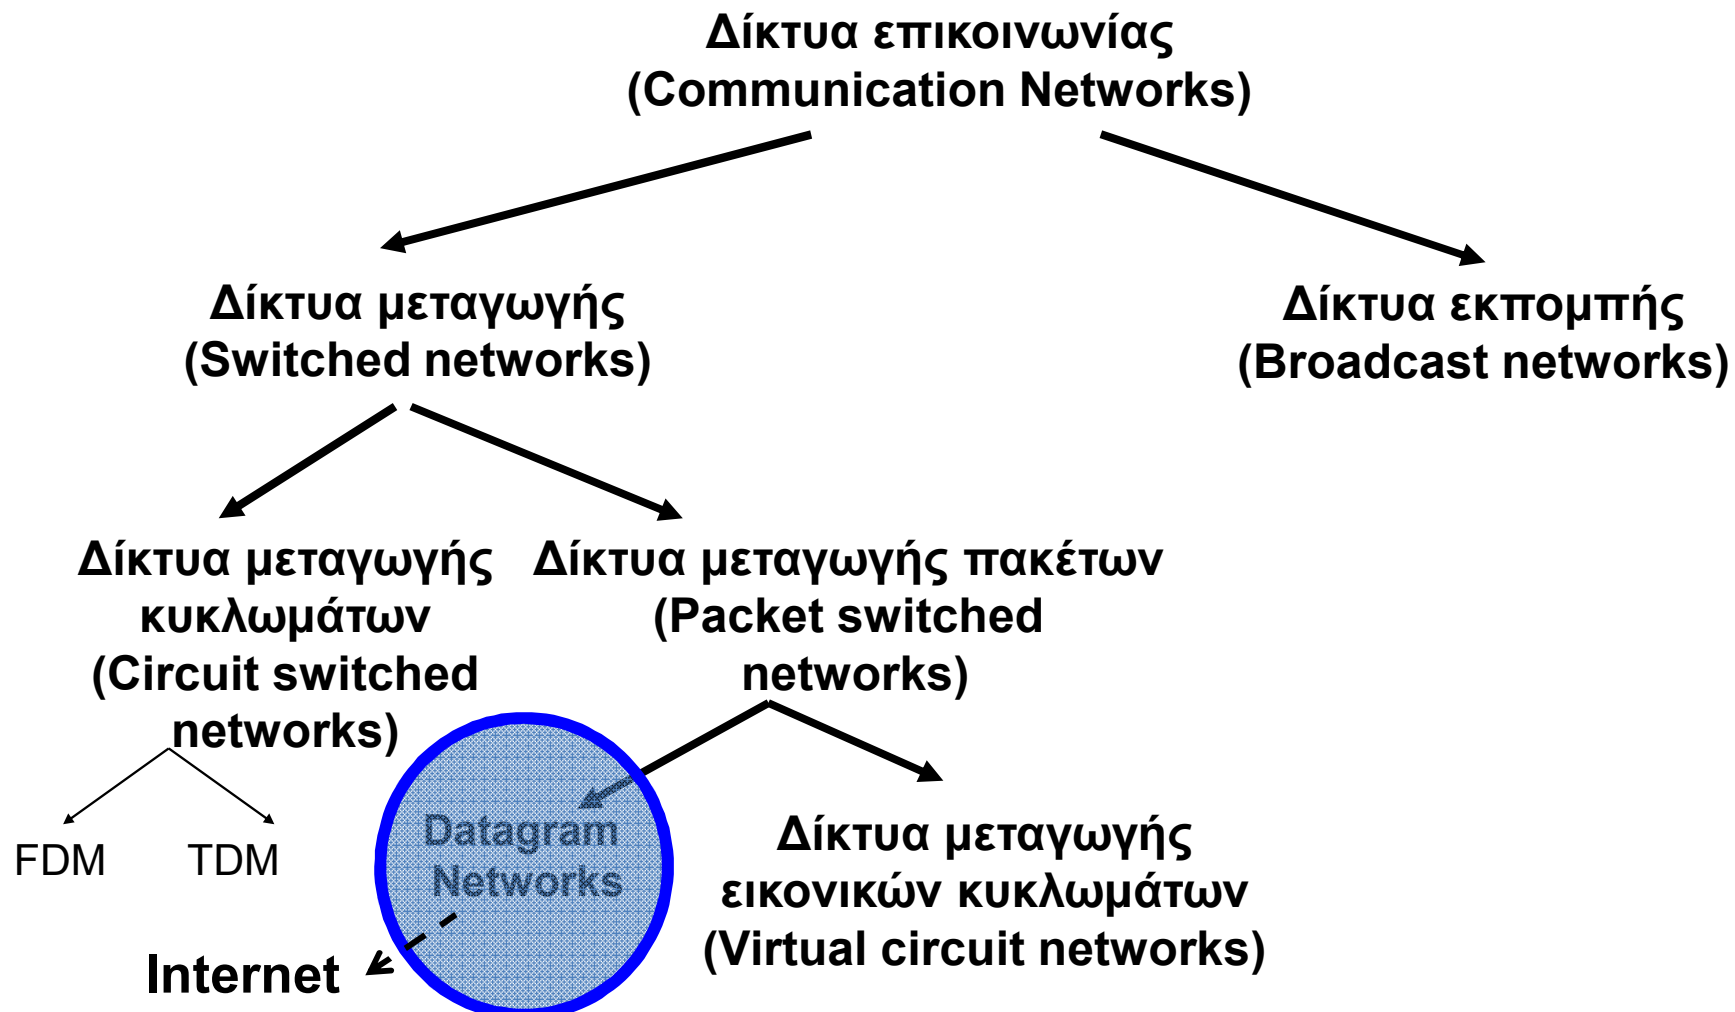 Δίκτυα επικοινωνίας
(Communication Networks)
Δίκτυα μεταγωγής
(Switched networks)
Δίκτυα εκπομπής
(Broadcast networks)
Δίκτυα μεταγωγής
κυκλωμάτων
(Circuit switched
networks)
Δίκτυα μεταγωγής πακέτων
(Packet switched
networks)
FDM
TDM
Datagram
Networks
Internet
Δίκτυα μεταγωγής
εικονικών κυκλωμάτων
(Virtual circuit networks)